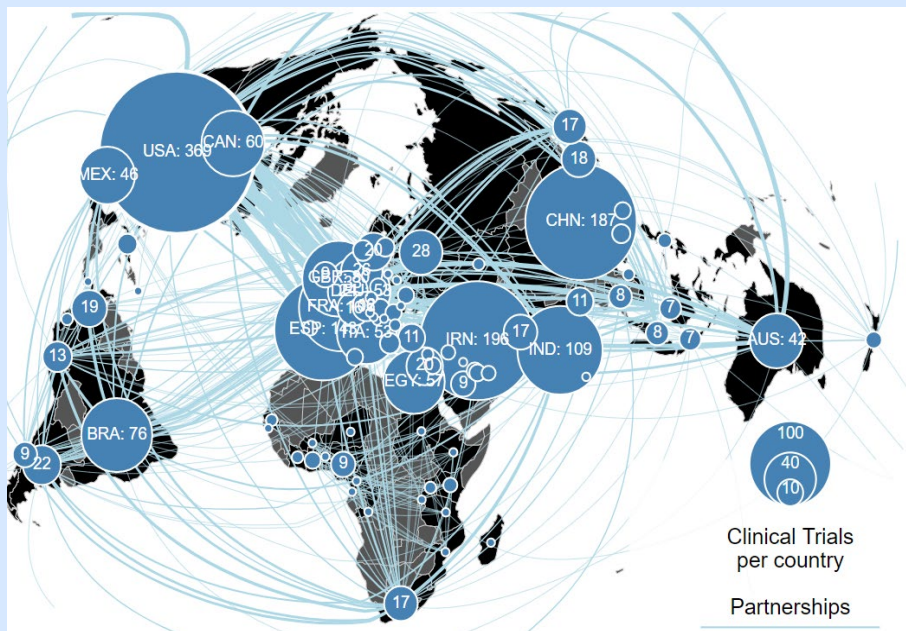 17
18
CAN: 60
USA: 369
MEX: 46
CHN: 187
20
28
11
8
19
7
17
8
7
IRN: 196
IND: 109
AUS: 42
11
13
20
EGY: 57
9
BRA: 76
9
22
9
17
100
40
10
Clinical Trials
per country
Partnerships